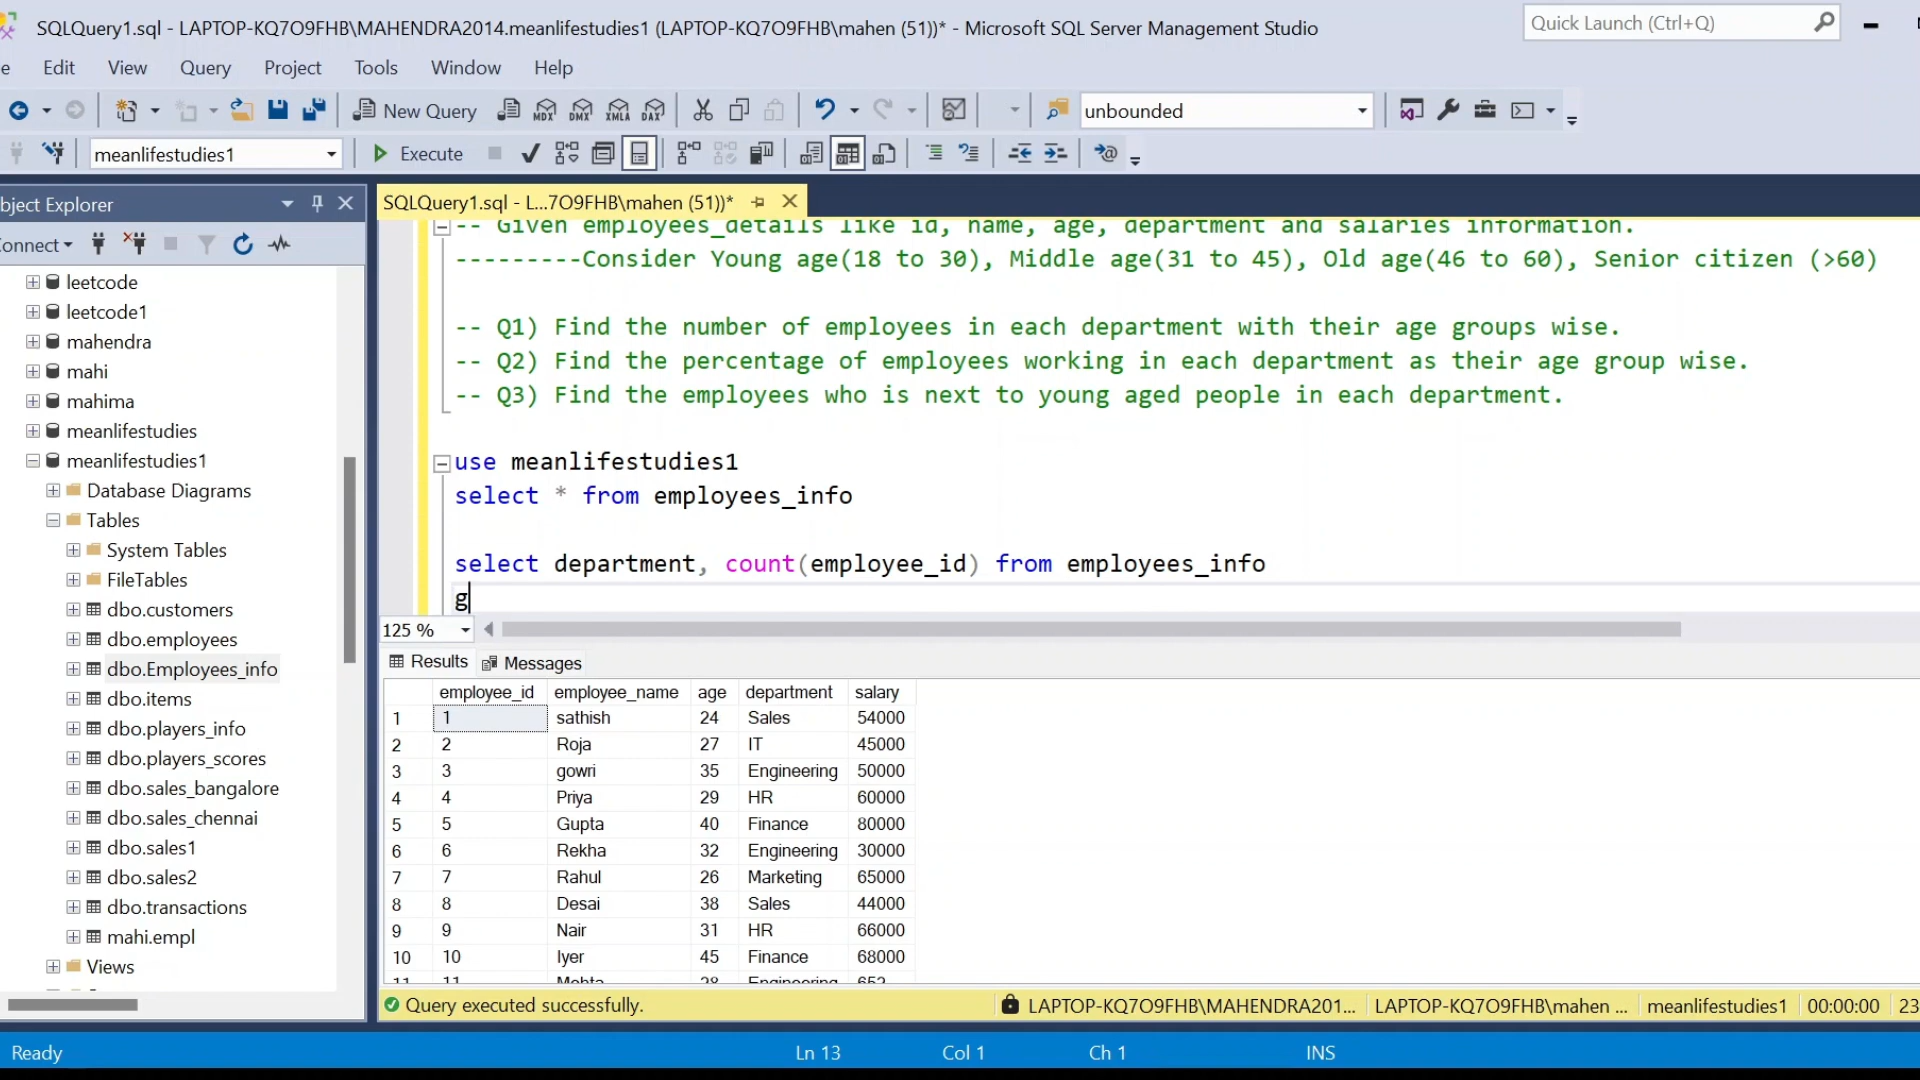 SQLQuery1.sql - LAPTOP-KQ7O9FHB\MAHENDRA2014.meanlifestudies1 (LAPTOP-KQ7O9FHB\mahen (51))* - Microsoft SQL Server Management Studio
Quick Launch (Ctrl+Q)
e Edit View Query Project Tools Window Help
New Query MDX DMX XMLA DAX unbounded
meanlifestudies1 Execute
bject Explorer
SQLQuery1.sql - L...7O9FHB\mahen (51))*
onnect
leetcode
leetcode1
mahendra
mahi
mahima
meanlifestudies
meanlifestudies1
Database Diagrams
Tables
System Tables
FileTables
dbo.customers
dbo.employees
dbo.Employees_info
dbo.items
dbo.players_info
dbo.players_scores
dbo.sales_bangalore
dbo.sales_chennai
dbo.sales1
dbo.sales2
dbo.transactions
mahi.empl
Views
-- Given employees_details like id, name, age, department and salaries information.
---------Consider Young age(18 to 30), Middle age(31 to 45), Old age(46 to 60), Senior citizen (>60)
-- Q1) Find the number of employees in each department with their age groups wise.
-- Q2) Find the percentage of employees working in each department as their age group wise.
-- Q3) Find the employees who is next to young aged people in each department.
use meanlifestudies1
select * from employees_info
select department, count(employee_id) from employees_info
g
125 %
Results Messages
employee_id employee_name age department salary
1 1 sathish 24 Sales 54000
2 2 Roja 27 IT 45000
3 3 gowri 35 Engineering 50000
4 4 Priya 29 HR 60000
5 5 Gupta 40 Finance 80000
6 6 Rekha 32 Engineering 30000
7 7 Rahul 26 Marketing 65000
8 8 Desai 38 Sales 44000
9 9 Nair 31 HR 66000
10 10 Iyer 45 Finance 68000
11 11 Mehta 28 Engineering
Query executed successfully.
LAPTOP-KQ7O9FHB\MAHENDRA201... LAPTOP-KQ7O9FHB\mahen ... meanlifestudies1 00:00:00 23
Ready Ln 13 Col 1 Ch 1 INS